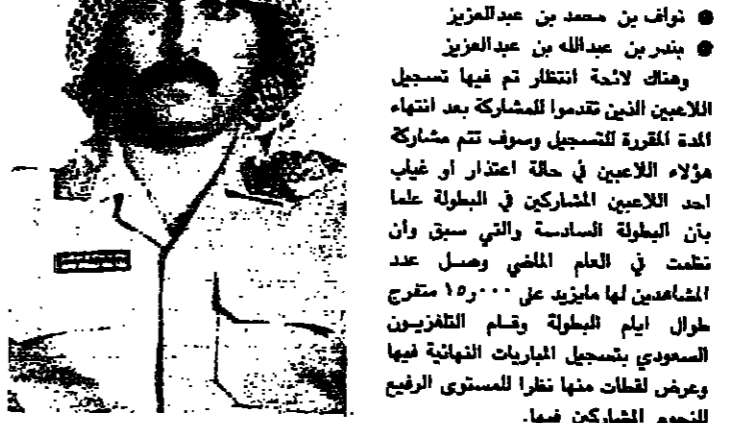 ● نواف بن محمد بن عبدالعزيز
● بندر بن عبدالله بن عبدالعزيز
وهناك لائحة انتظار تم فيها تسجيل
اللاعبين الذين تقدموا للمشاركة بعد انتهاء
المدة المقررة للتسجيل وسوف تتم مشاركة
هؤلاء اللاعبين في حالة اعتذار او غياب
احد اللاعبين المشاركين في البطولة علما
بأن البطولة السادسة والتي سبق وأن
نظمت في العام الماضي وصل عدد
المشاهدين لها مايزيد على ١٥٫٠٠٠ متفرج
طوال ايام البطولة وقام التلفزيون
السعودي بتسجيل المباريات النهائية فيها
وعرض لقطات منها نظرا للمستوى الرفيع
للنجوم المشاركين فيها.